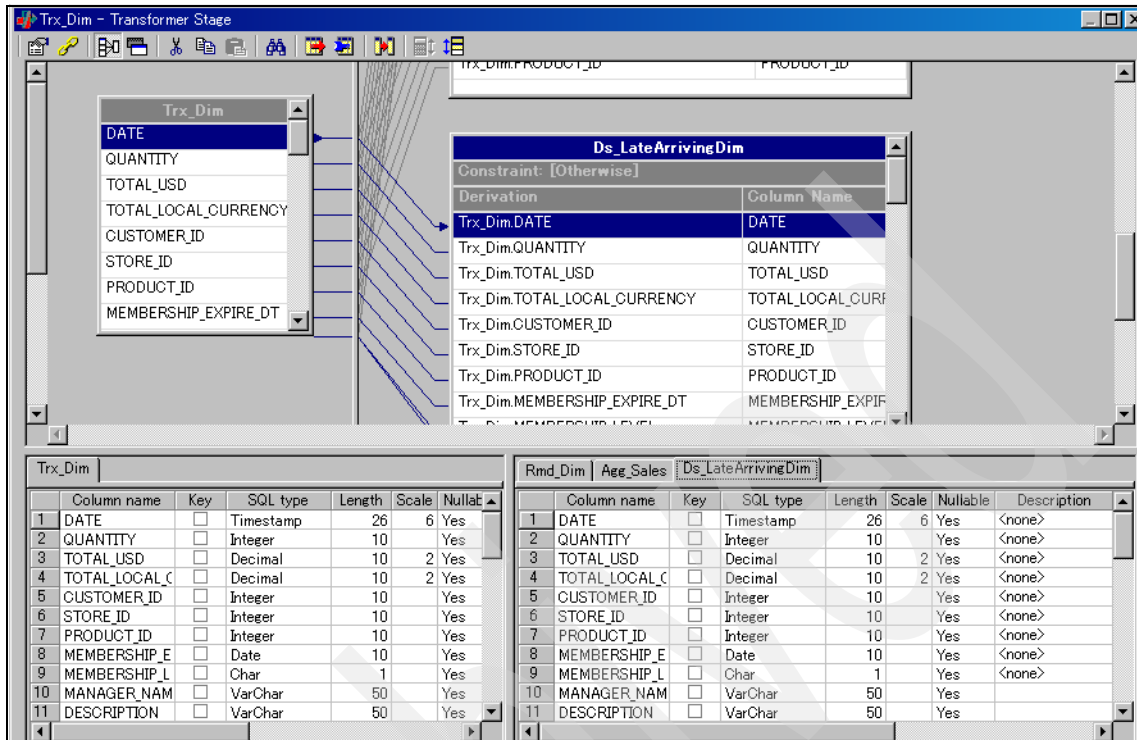 Trx_Dim - Transformer Stage
Trx_Dim.PRODUCT_ID PRODUCT_ID
Trx_Dim
DATE
QUANTITY
TOTAL_USD
TOTAL_LOCAL_CURRENCY
CUSTOMER_ID
STORE_ID
PRODUCT_ID
MEMBERSHIP_EXPIRE_DT
Ds_LateArrivingDim
Constraint: [Otherwise]
Derivation Column Name
Trx_Dim.DATE DATE
Trx_Dim.QUANTITY QUANTITY
Trx_Dim.TOTAL_USD TOTAL_USD
Trx_Dim.TOTAL_LOCAL_CURRENCY TOTAL_LOCAL_CURR
Trx_Dim.CUSTOMER_ID CUSTOMER_ID
Trx_Dim.STORE_ID STORE_ID
Trx_Dim.PRODUCT_ID PRODUCT_ID
Trx_Dim.MEMBERSHIP_EXPIRE_DT MEMBERSHIP_EXPIR
Trx_Dim.MEMBERSHIP_LEVEL MEMBERSHIP_LEVEL
Trx_Dim
Column name Key SQL type Length Scale Nullab
1 DATE Timestamp 26 6 Yes
2 QUANTITY Integer 10 Yes
3 TOTAL_USD Decimal 10 2 Yes
4 TOTAL_LOCAL_C Decimal 10 2 Yes
5 CUSTOMER_ID Integer 10 Yes
6 STORE_ID Integer 10 Yes
7 PRODUCT_ID Integer 10 Yes
8 MEMBERSHIP_E Date 10 Yes
9 MEMBERSHIP_L Char 1 Yes
10 MANAGER_NAM VarChar 50 Yes
11 DESCRIPTION VarChar 50 Yes
Rmd_Dim Agg_Sales Ds_LateArrivingDim
Column name Key SQL type Length Scale Nullable Description
1 DATE Timestamp 26 6 Yes <none>
2 QUANTITY Integer 10 Yes <none>
3 TOTAL_USD Decimal 10 2 Yes <none>
4 TOTAL_LOCAL_C Decimal 10 2 Yes <none>
5 CUSTOMER_ID Integer 10 Yes <none>
6 STORE_ID Integer 10 Yes <none>
7 PRODUCT_ID Integer 10 Yes <none>
8 MEMBERSHIP_E Date 10 Yes <none>
9 MEMBERSHIP_L Char 1 Yes <none>
10 MANAGER_NAM VarChar 50 Yes
11 DESCRIPTION VarChar 50 Yes